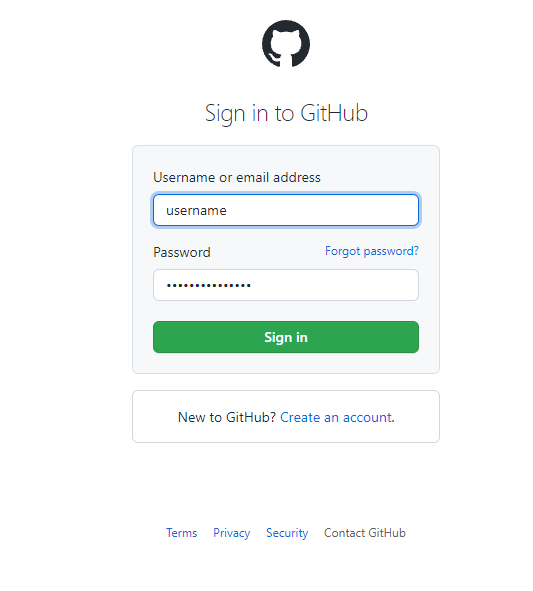 Sign in to GitHub
Username or email address
username
Password Forgot password?
•••••••••••••••
Sign in
New to GitHub? Create an account.
Terms Privacy Security Contact GitHub